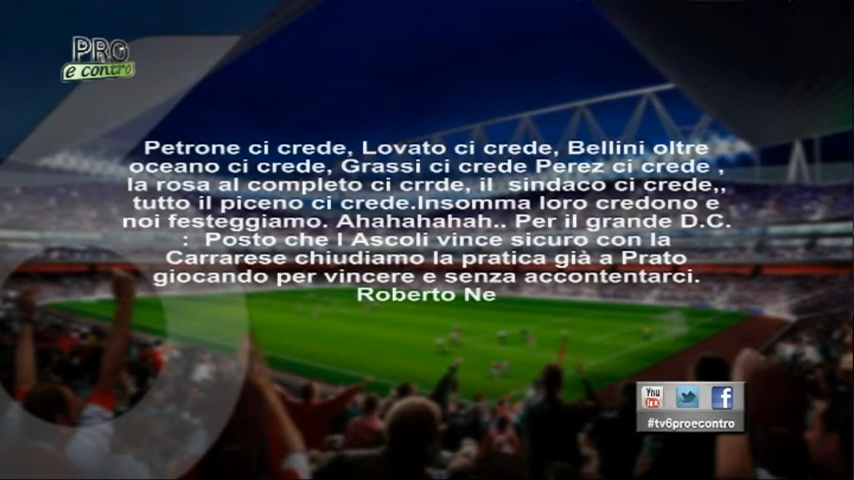 PRO
e contro
Petrone ci crede, Lovato ci crede, Bellini oltre
oceano ci crede, Grassi ci crede Perez ci crede ,
la rosa al completo ci crrde, il  sindaco ci crede,,
tutto il piceno ci crede.Insomma loro credono e
noi festeggiamo. Ahahahahah.. Per il grande D.C.
:  Posto che l Ascoli vince sicuro con la
Carrarese chiudiamo la pratica già a Prato
giocando per vincere e senza accontentarci.
Roberto Ne
You
f
#tv6proecontro